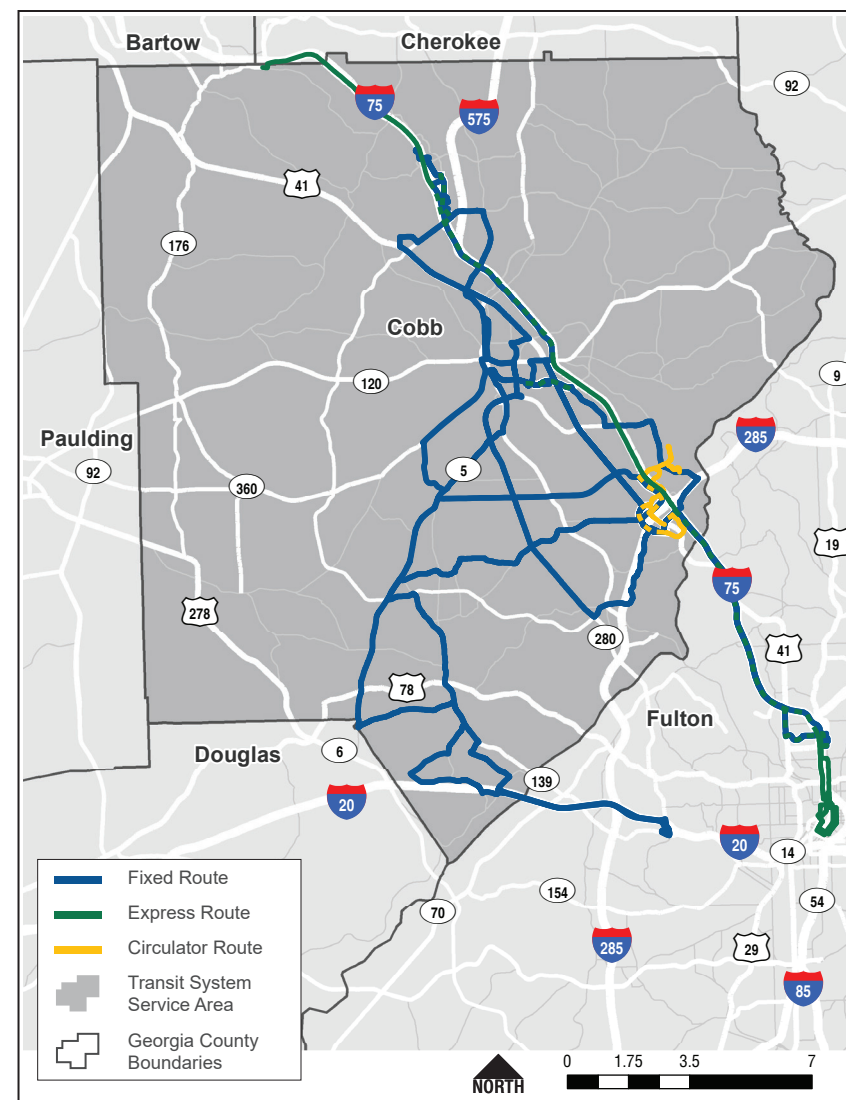 Bartow
Cherokee
75
575
92
41
176
Cobb
120
9
285
Paulding
92
5
360
19
75
278
280
41
78
Fulton
Douglas
6
139
20
20
14
154
54
70
285
29
85
Fixed Route
Express Route
Circulator Route
Transit System
Service Area
Georgia County
Boundaries
NORTH
0 1.75 3.5 7